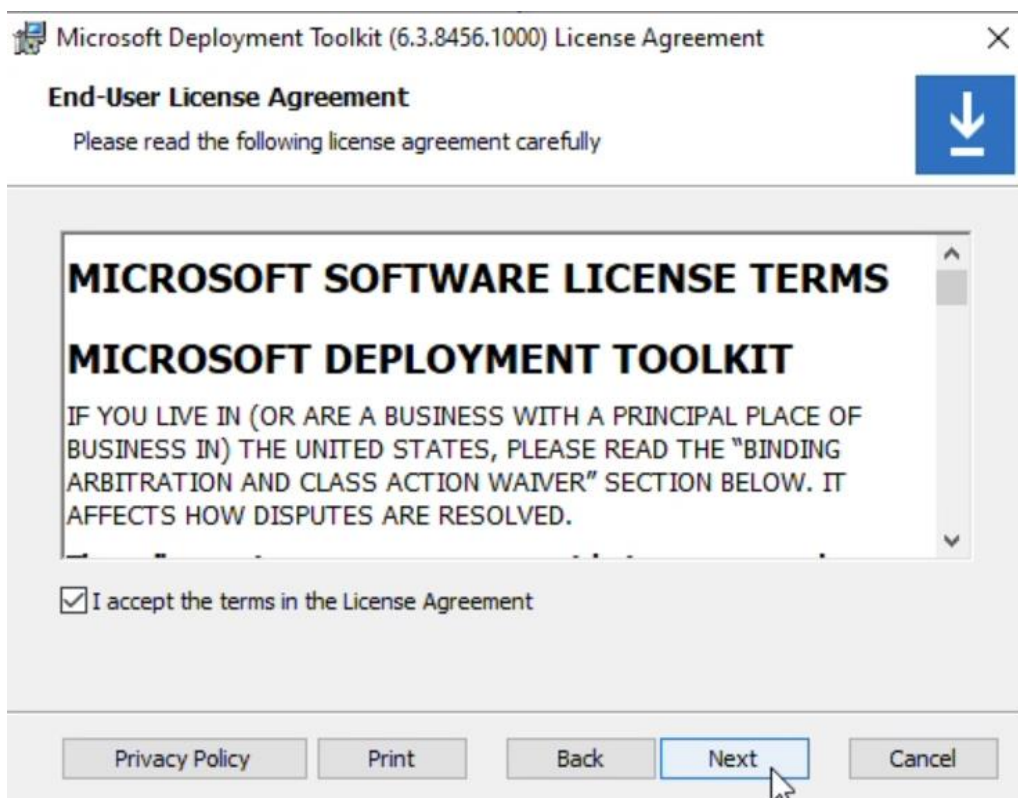 Microsoft Deployment Toolkit (6.3.8456.1000) License Agreement
End-User License Agreement
Please read the following license agreement carefully
MICROSOFT SOFTWARE LICENSE TERMS
MICROSOFT DEPLOYMENT TOOLKIT
IF YOU LIVE IN (OR ARE A BUSINESS WITH A PRINCIPAL PLACE OF
BUSINESS IN) THE UNITED STATES, PLEASE READ THE “BINDING
ARBITRATION AND CLASS ACTION WAIVER” SECTION BELOW. IT
AFFECTS HOW DISPUTES ARE RESOLVED.
I accept the terms in the License Agreement
Privacy Policy Print Back Next Cancel